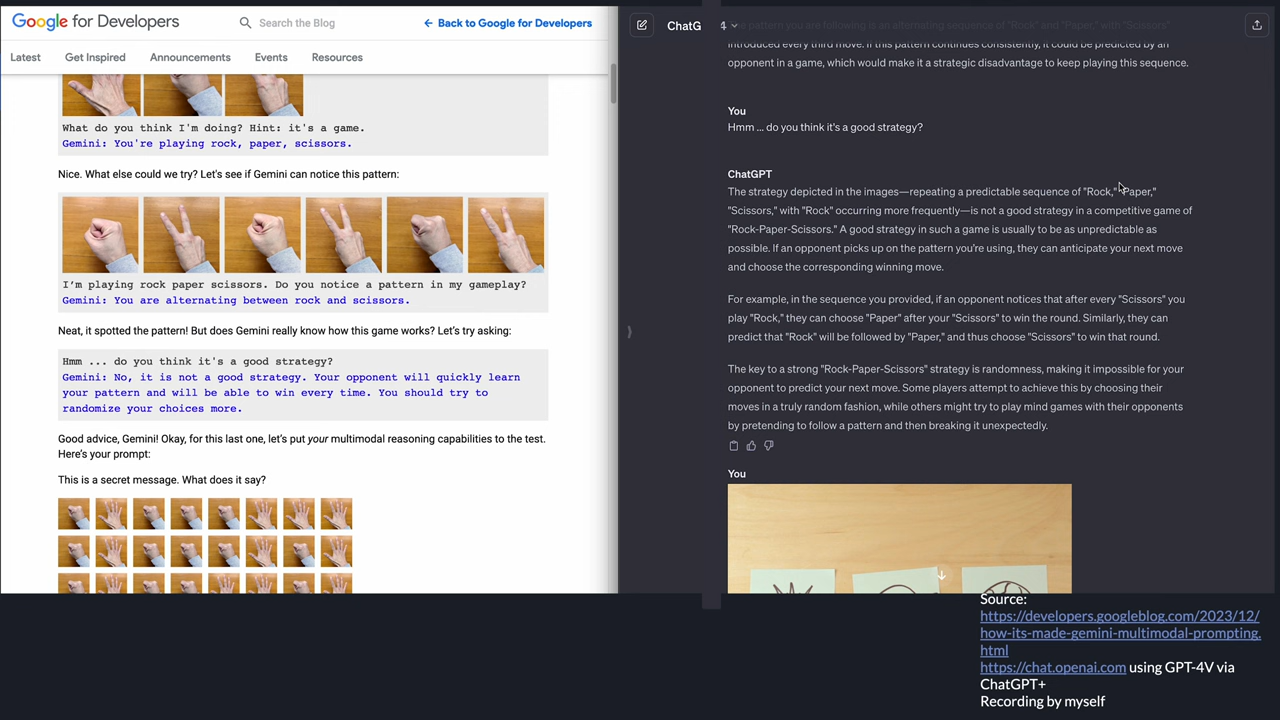 Google for Developers
Search the Blog
← Back to Google for Developers
Latest
Get Inspired
Announcements
Events
Resources
What do you think I'm doing? Hint: it's a game.
Gemini: You're playing rock, paper, scissors.
Nice. What else could we try? Let's see if Gemini can notice this pattern:
I'm playing rock paper scissors. Do you notice a pattern in my gameplay?
Gemini: You are alternating between rock and scissors.
Neat, it spotted the pattern! But does Gemini really know how this game works? Let's try asking:
Hmm ... do you think it's a good strategy?
Gemini: No, it is not a good strategy. Your opponent will quickly learn
your pattern and will be able to win every time. You should try to
randomize your choices more.
Good advice, Gemini! Okay, for this last one, let's put your multimodal reasoning capabilities to the test.
Here's your prompt:
This is a secret message. What does it say?
ChatG 4
the pattern you are following is an alternating sequence of "Rock" and "Paper," with "Scissors"
introduced every third move. If this pattern continues consistently, it could be predicted by an
opponent in a game, which would make it a strategic disadvantage to keep playing this sequence.
You
Hmm ... do you think it's a good strategy?
ChatGPT
The strategy depicted in the images—repeating a predictable sequence of "Rock," "Paper,"
"Scissors," with "Rock" occurring more frequently—is not a good strategy in a competitive game of
"Rock-Paper-Scissors." A good strategy in such a game is usually to be as unpredictable as
possible. If an opponent picks up on the pattern you're using, they can anticipate your next move
and choose the corresponding winning move.
For example, in the sequence you provided, if an opponent notices that after every "Scissors" you
play "Rock," they can choose "Paper" after your "Scissors" to win the round. Similarly, they can
predict that "Rock" will be followed by "Paper," and thus choose "Scissors" to win that round.
The key to a strong "Rock-Paper-Scissors" strategy is randomness, making it impossible for your
opponent to predict your next move. Some players attempt to achieve this by choosing their
moves in a truly random fashion, while others might try to play mind games with their opponents
by pretending to follow a pattern and then breaking it unexpectedly.
You
Source:
https://developers.googleblog.com/2023/12/
how-its-made-gemini-multimodal-prompting.
html
https://chat.openai.com using GPT-4V via
ChatGPT+
Recording by myself